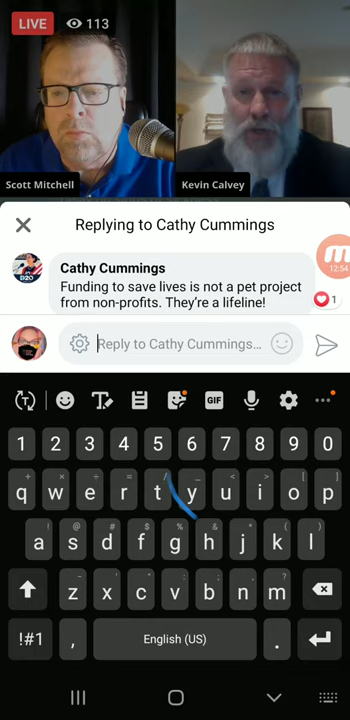 LIVE 113
Scott Mitchell Kevin Calvey
Replying to Cathy Cummings
12:54
Cathy Cummings
Funding to save lives is not a pet project
from non-profits. They're a lifeline!
1
Reply to Cathy Cummings...
T T GIF
1 2 3 4 5 6 7 8 9 0
+ × ÷ = / _ < > [ ]
q w e r t y u i o p
! @ # $ % ^ & * ( )
a s d f g h j k l
- ' " : ; , ?
z x c v b n m
!#1 , English (US) .